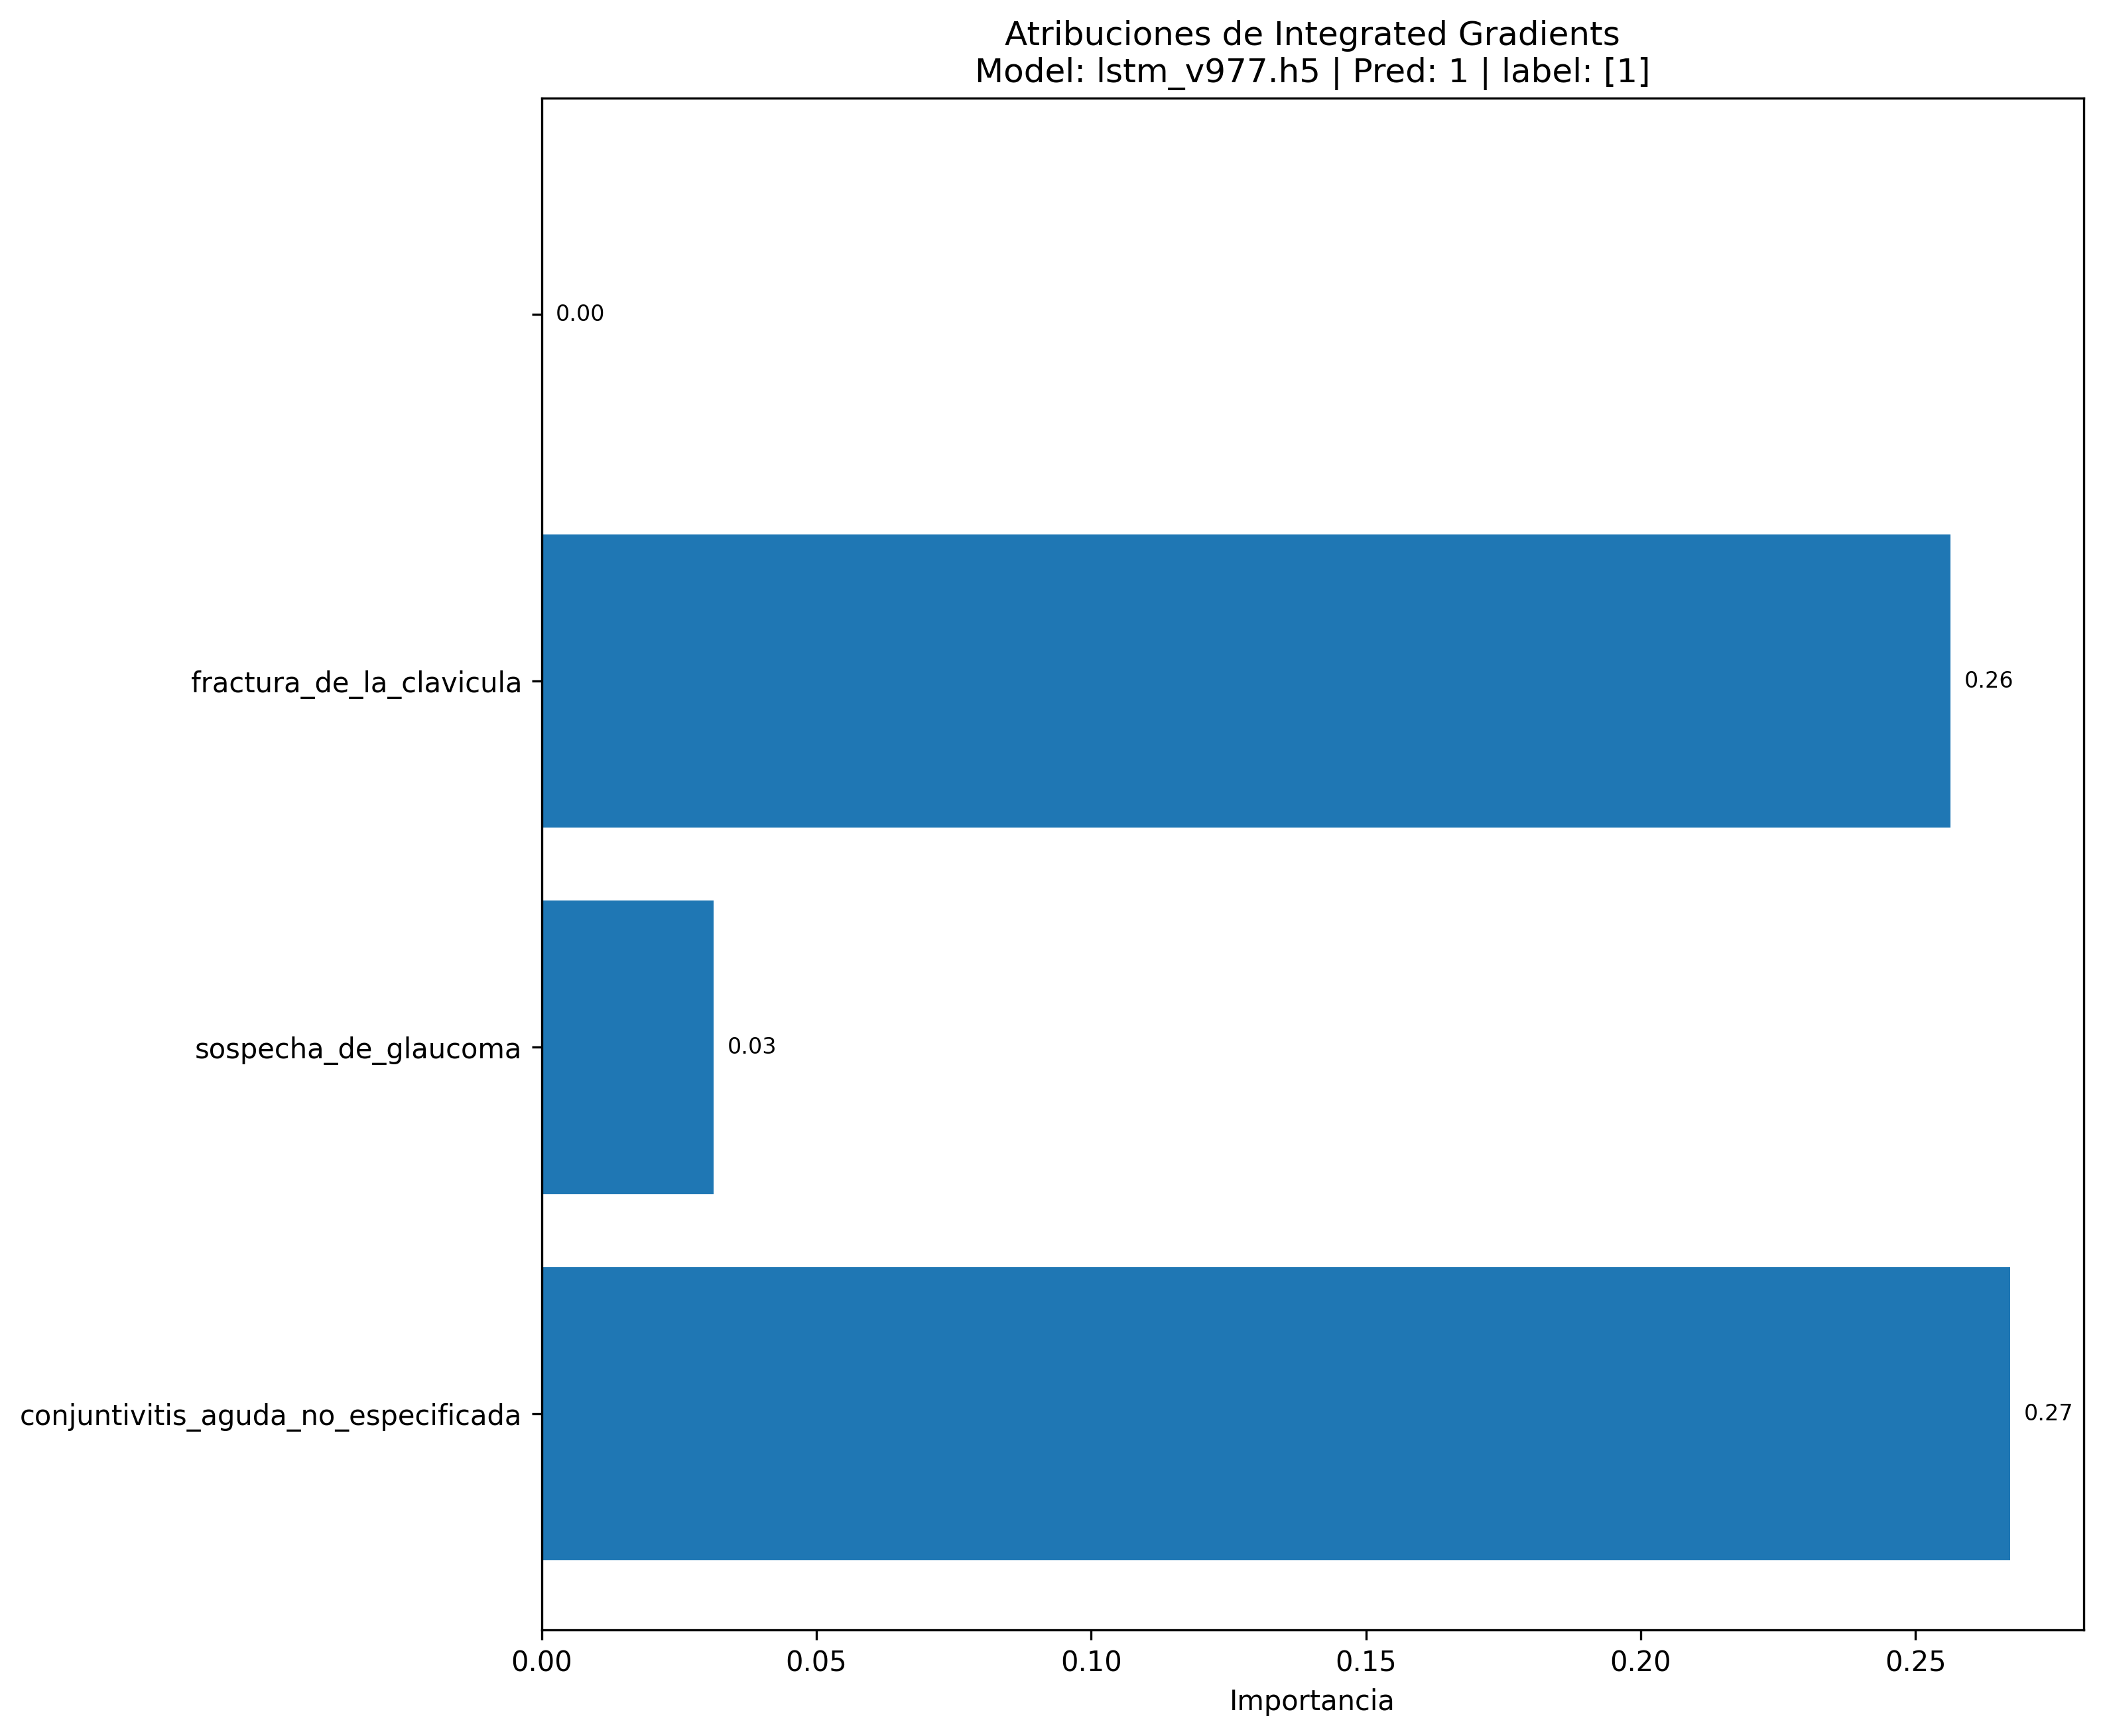 Atribuciones de Integrated Gradients
Model: lstm_v977.h5 | Pred: 1 | label: [1]
0.00
fractura_de_la_clavicula
0.26
sospecha_de_glaucoma
0.03
conjuntivitis_aguda_no_especificada
0.27
0.00 0.05 0.10 0.15 0.20 0.25
Importancia